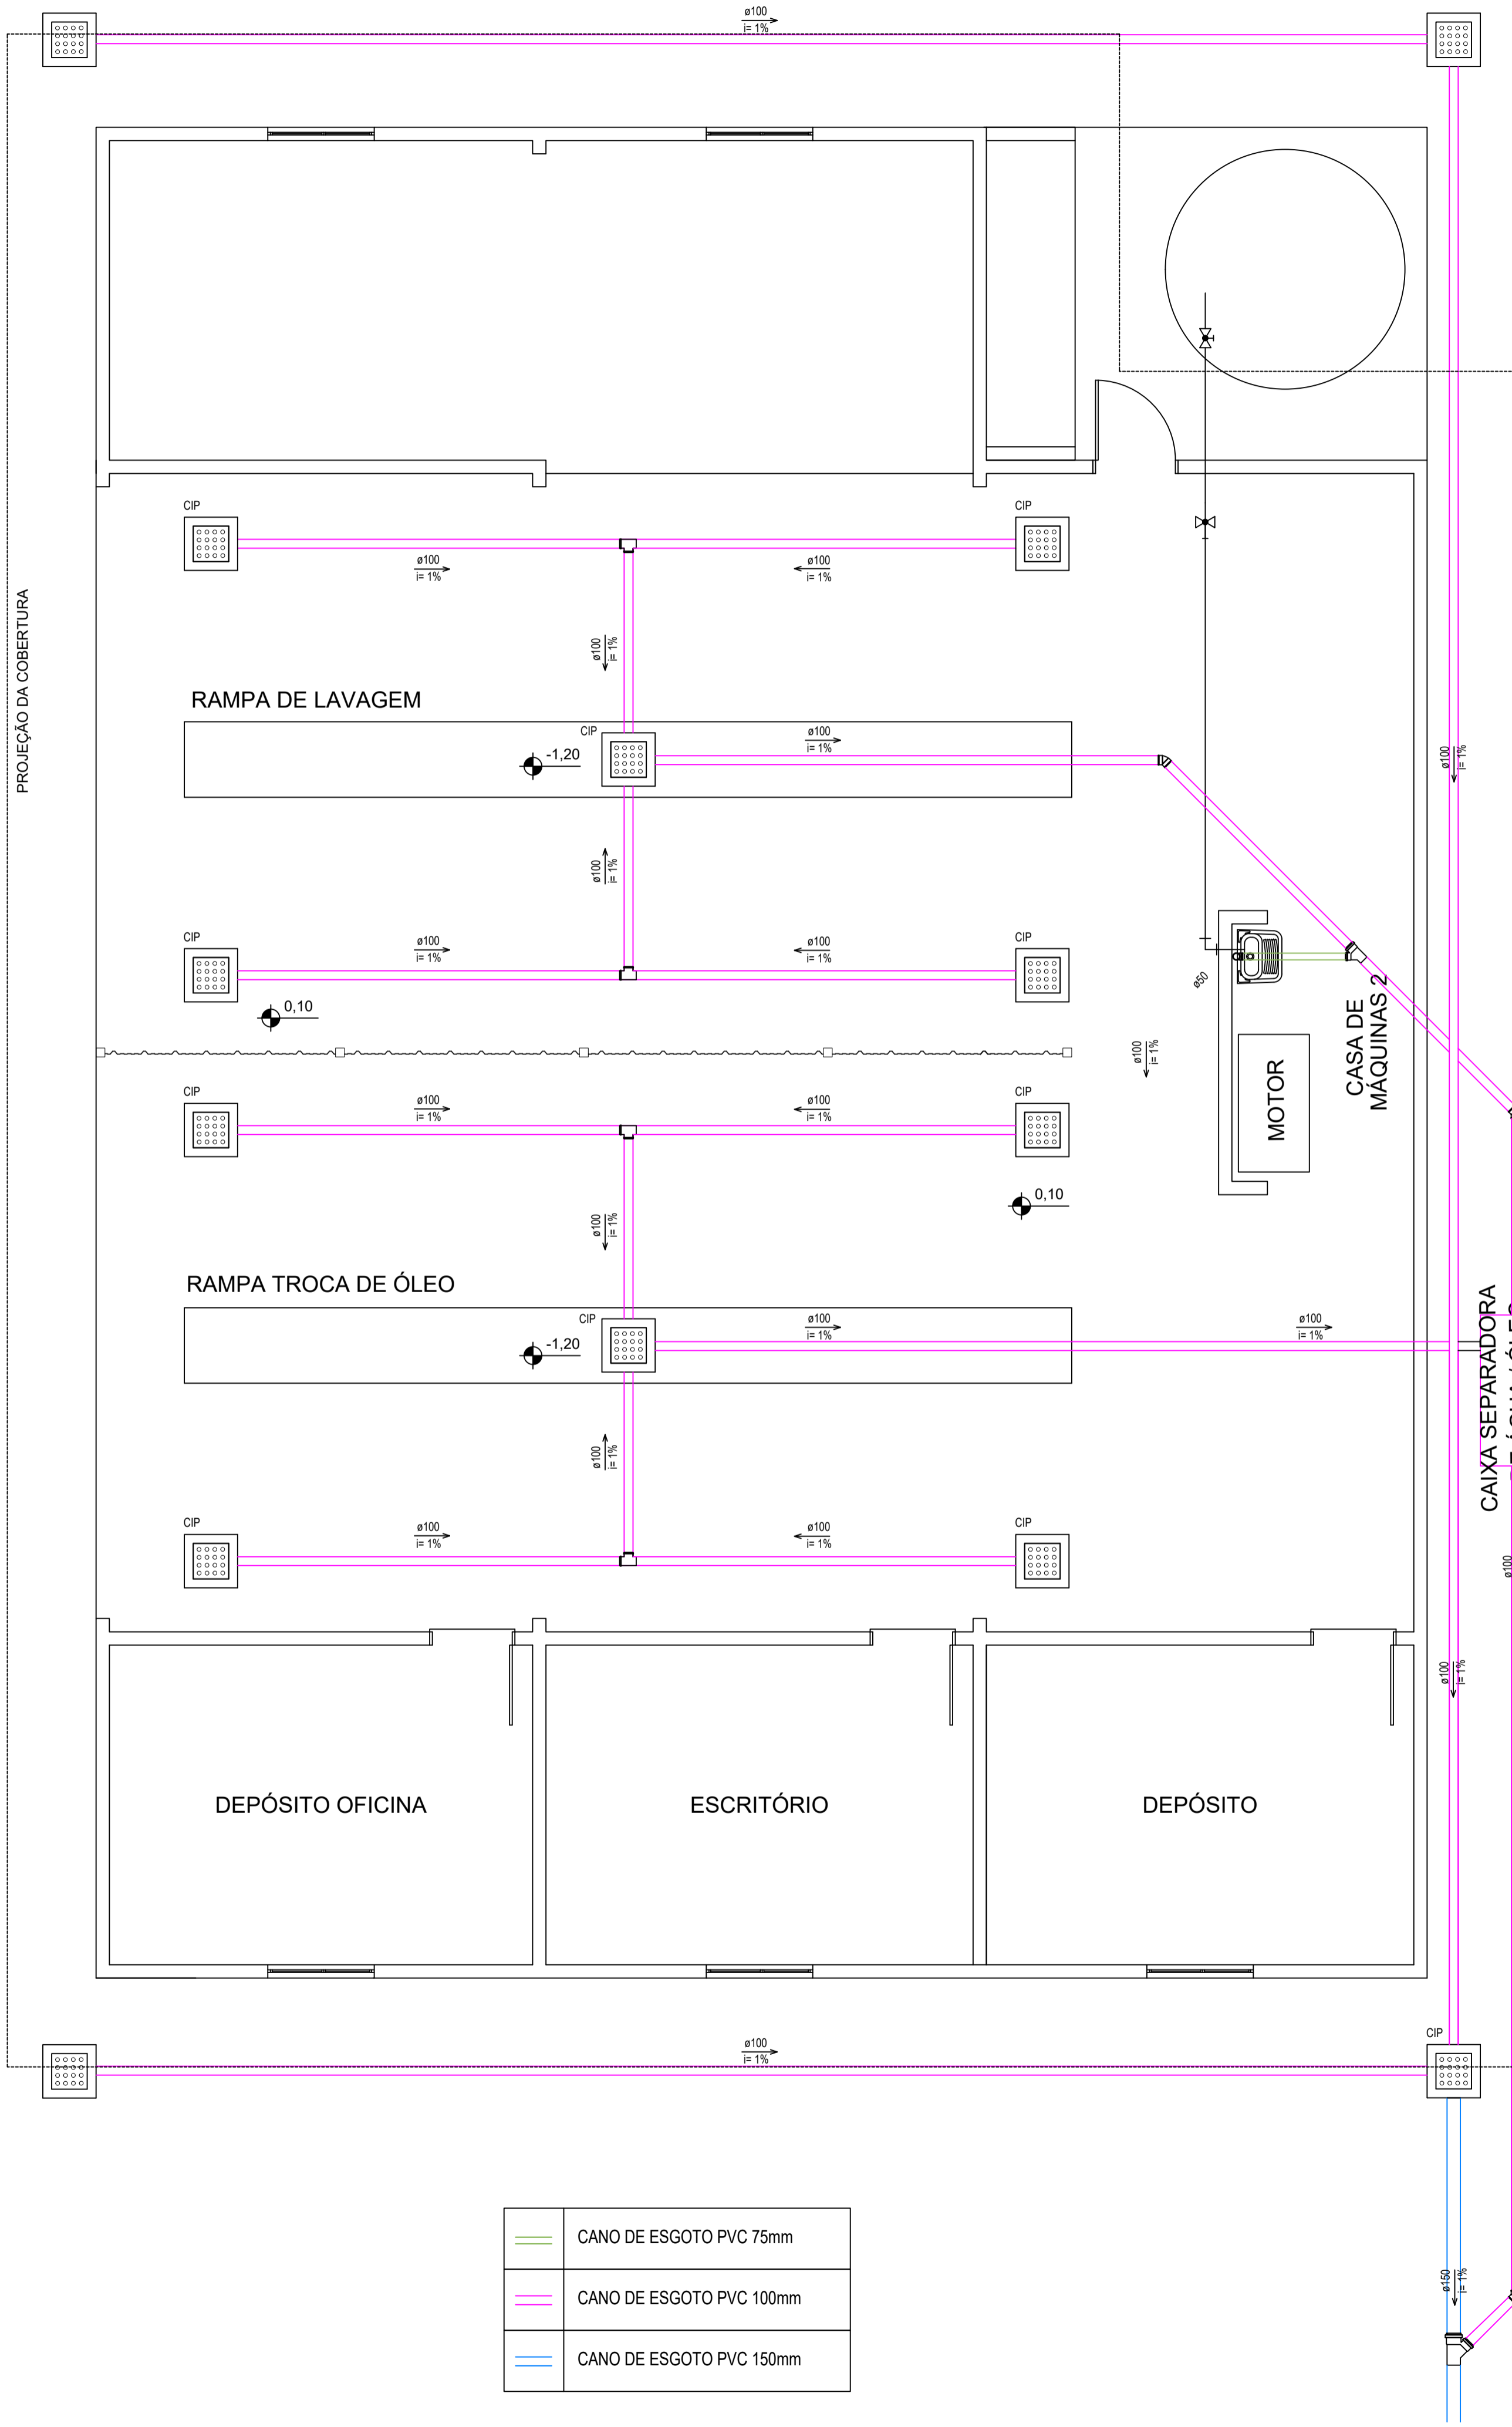 ø100
i= 1%
CIP
CIP
ø100
i= 1%
ø100
i= 1%
PROJEÇÃO DA COBERTURA
ø100
i= 1%
RAMPA DE LAVAGEM
CIP
-1,20
ø100
i= 1%
ø100
i= 1%
ø100
i= 1%
CIP
ø100
i= 1%
ø100
i= 1%
CIP
ø50
0,10
CASA DE
MÁQUINAS 2
ø100
i= 1%
MOTOR
CIP
ø100
i= 1%
ø100
i= 1%
CIP
0,10
ø100
i= 1%
RAMPA TROCA DE ÓLEO
CIP
-1,20
ø100
i= 1%
ø100
i= 1%
CAIXA SEPARADORA
ø100
i= 1%
CIP
ø100
i= 1%
ø100
i= 1%
CIP
ø100
ø100
i= 1%
DEPÓSITO OFICINA
ESCRITÓRIO
DEPÓSITO
ø100
i= 1%
CIP
CANO DE ESGOTO PVC 75mm
CANO DE ESGOTO PVC 100mm
CANO DE ESGOTO PVC 150mm
ø150
i= 1%